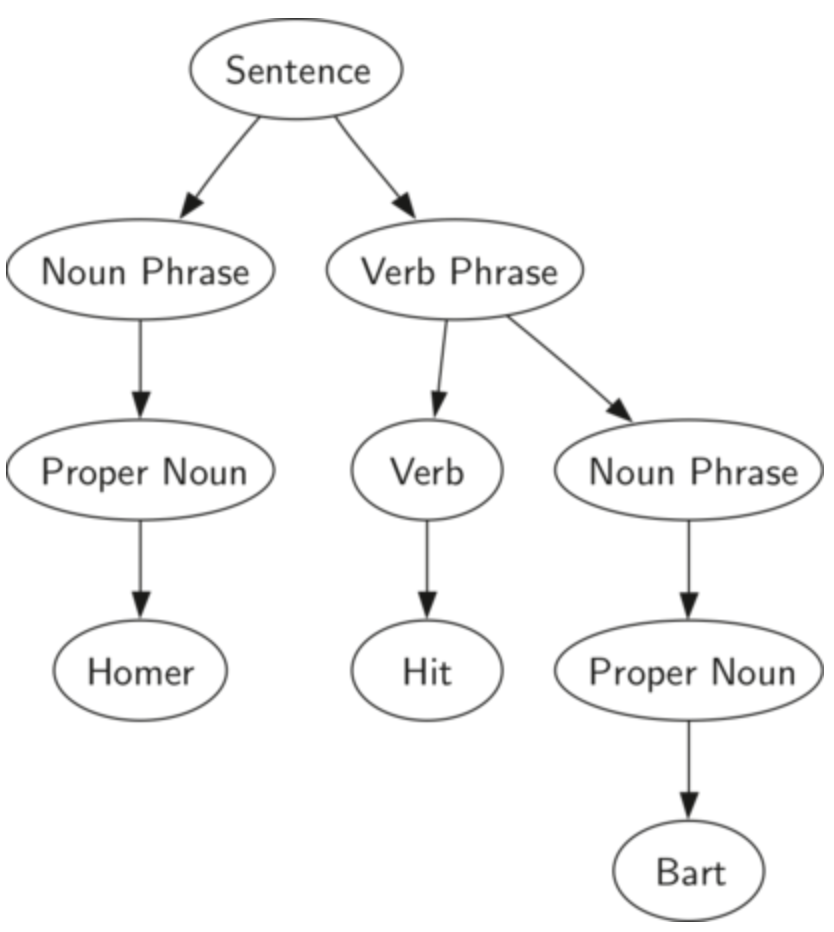 Sentence
Noun Phrase
Verb Phrase
Proper Noun
Verb
Noun Phrase
Homer
Hit
Proper Noun
Bart